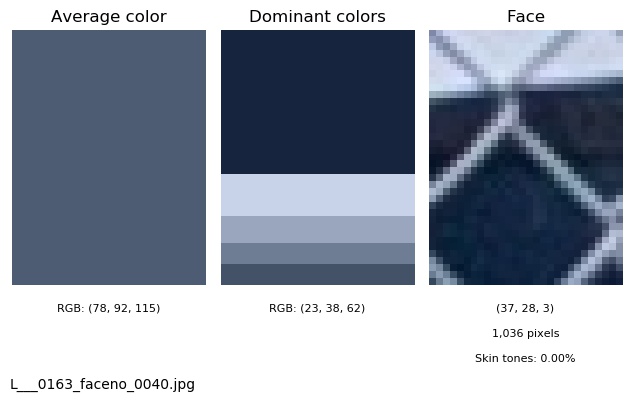 Average color
Dominant colors
Face
RGB: (78, 92, 115)
RGB: (23, 38, 62)
(37, 28, 3)
1,036 pixels
Skin tones: 0.00%
L___0163_faceno_0040.jpg